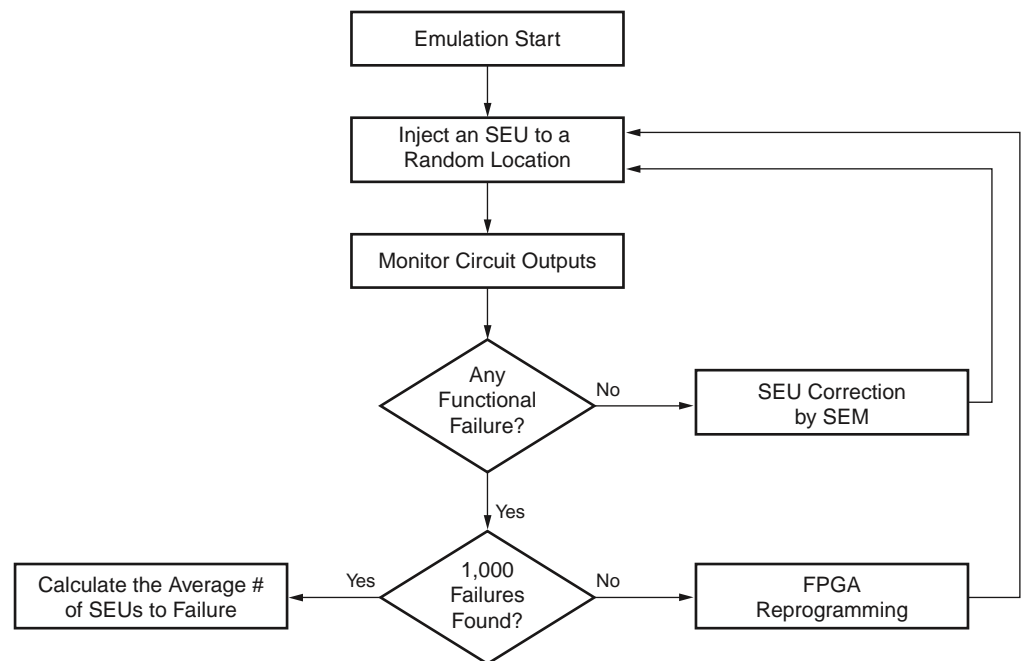 Emulation Start
Inject an SEU to a
Random Location
Monitor Circuit Outputs
Any
Functional
Failure?
No
SEU Correction
by SEM
Yes
1,000
Failures
Found?
Yes
No
Calculate the Average #
of SEUs to Failure
FPGA
Reprogramming